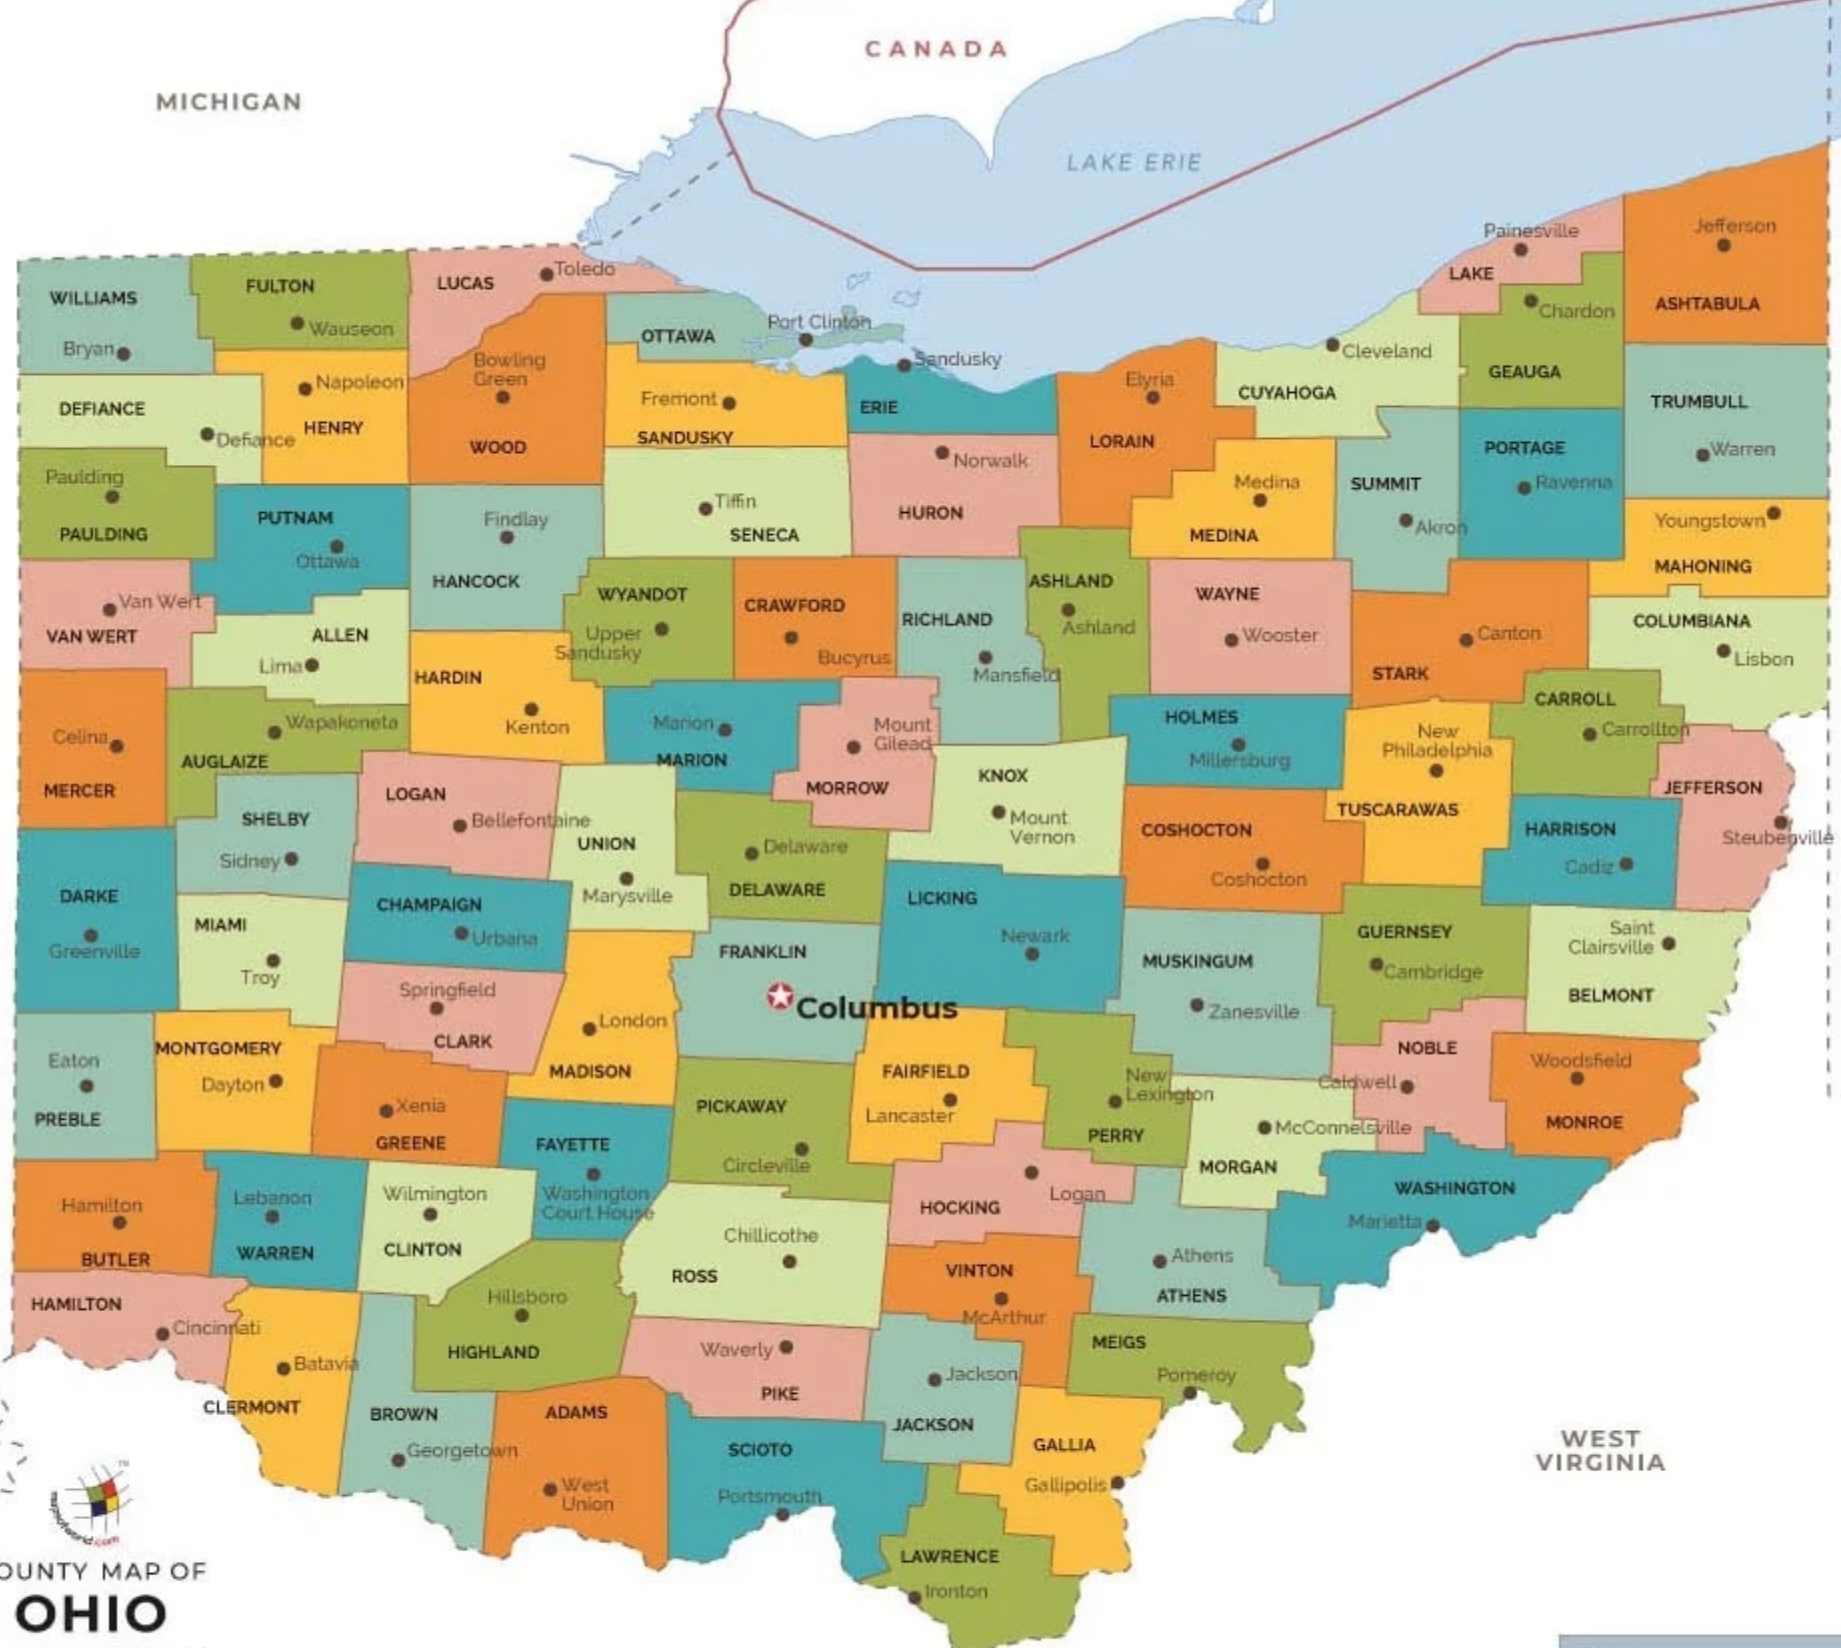 CANADA
MICHIGAN
LAKE ERIE
Painesville
Jefferson
LAKE
Chardon
ASHTABULA
WILLIAMS
Bryan
FULTON
Wauseon
LUCAS
Toledo
OTTAWA
Port Clinton
Sandusky
Cleveland
CUYAHOGA
GEAUGA
TRUMBULL
Warren
DEFIANCE
Defiance
Napoleon
HENRY
Bowling
Green
WOOD
Fremont
SANDUSKY
ERIE
Elyria
LORAIN
Norwalk
HURON
Medina
MEDINA
SUMMIT
Akron
PORTAGE
Ravenna
Youngstown
MAHONING
Paulding
PAULDING
PUTNAM
Ottawa
Findlay
HANCOCK
Tiffin
SENECA
Van Wert
VAN WERT
ALLEN
Lima
HARDIN
Kenton
WYANDOT
Upper
Sandusky
CRAWFORD
Bucyrus
RICHLAND
Mansfield
ASHLAND
Ashland
WAYNE
Wooster
Canton
STARK
COLUMBIANA
Lisbon
Celina
MERCER
Wapakoneta
AUGLAIZE
Marion
MARION
Mount
Gilead
MORROW
HOLMES
Millersburg
New
Philadelphia
TUSCARAWAS
CARROLL
Carrollton
JEFFERSON
Steubenville
SHELBY
Sidney
LOGAN
Bellefontaine
UNION
Marysville
Delaware
DELAWARE
KNOX
Mount
Vernon
COSHOCTON
Coshocton
HARRISON
Cadiz
DARKE
Greenville
MIAMI
Troy
CHAMPAIGN
Urbana
LICKING
Newark
FRANKLIN
Columbus
MUSKINGUM
Zanesville
GUERNSEY
Cambridge
Saint
Clairsville
BELMONT
Springfield
CLARK
London
MADISON
Eaton
PREBLE
MONTGOMERY
Dayton
Xenia
GREENE
FAYETTE
Washington
Court House
PICKAWAY
Circleville
FAIRFIELD
Lancaster
New
Lexington
PERRY
McConnelsville
MORGAN
NOBLE
Caldwell
Woodsfield
MONROE
Hamilton
BUTLER
Lebanon
WARREN
Wilmington
CLINTON
Chillicothe
ROSS
Logan
HOCKING
WASHINGTON
Marietta
Athens
ATHENS
VINTON
McArthur
HAMILTON
Cincinnati
Batavia
CLERMONT
Hillsboro
HIGHLAND
Waverly
PIKE
Jackson
JACKSON
MEIGS
Pomeroy
BROWN
Georgetown
ADAMS
West
Union
SCIOTO
Portsmouth
GALLIA
Gallipolis
WEST
VIRGINIA
LAWRENCE
Ironton
TM
mapsofworld.com
OUNTY MAP OF
OHIO